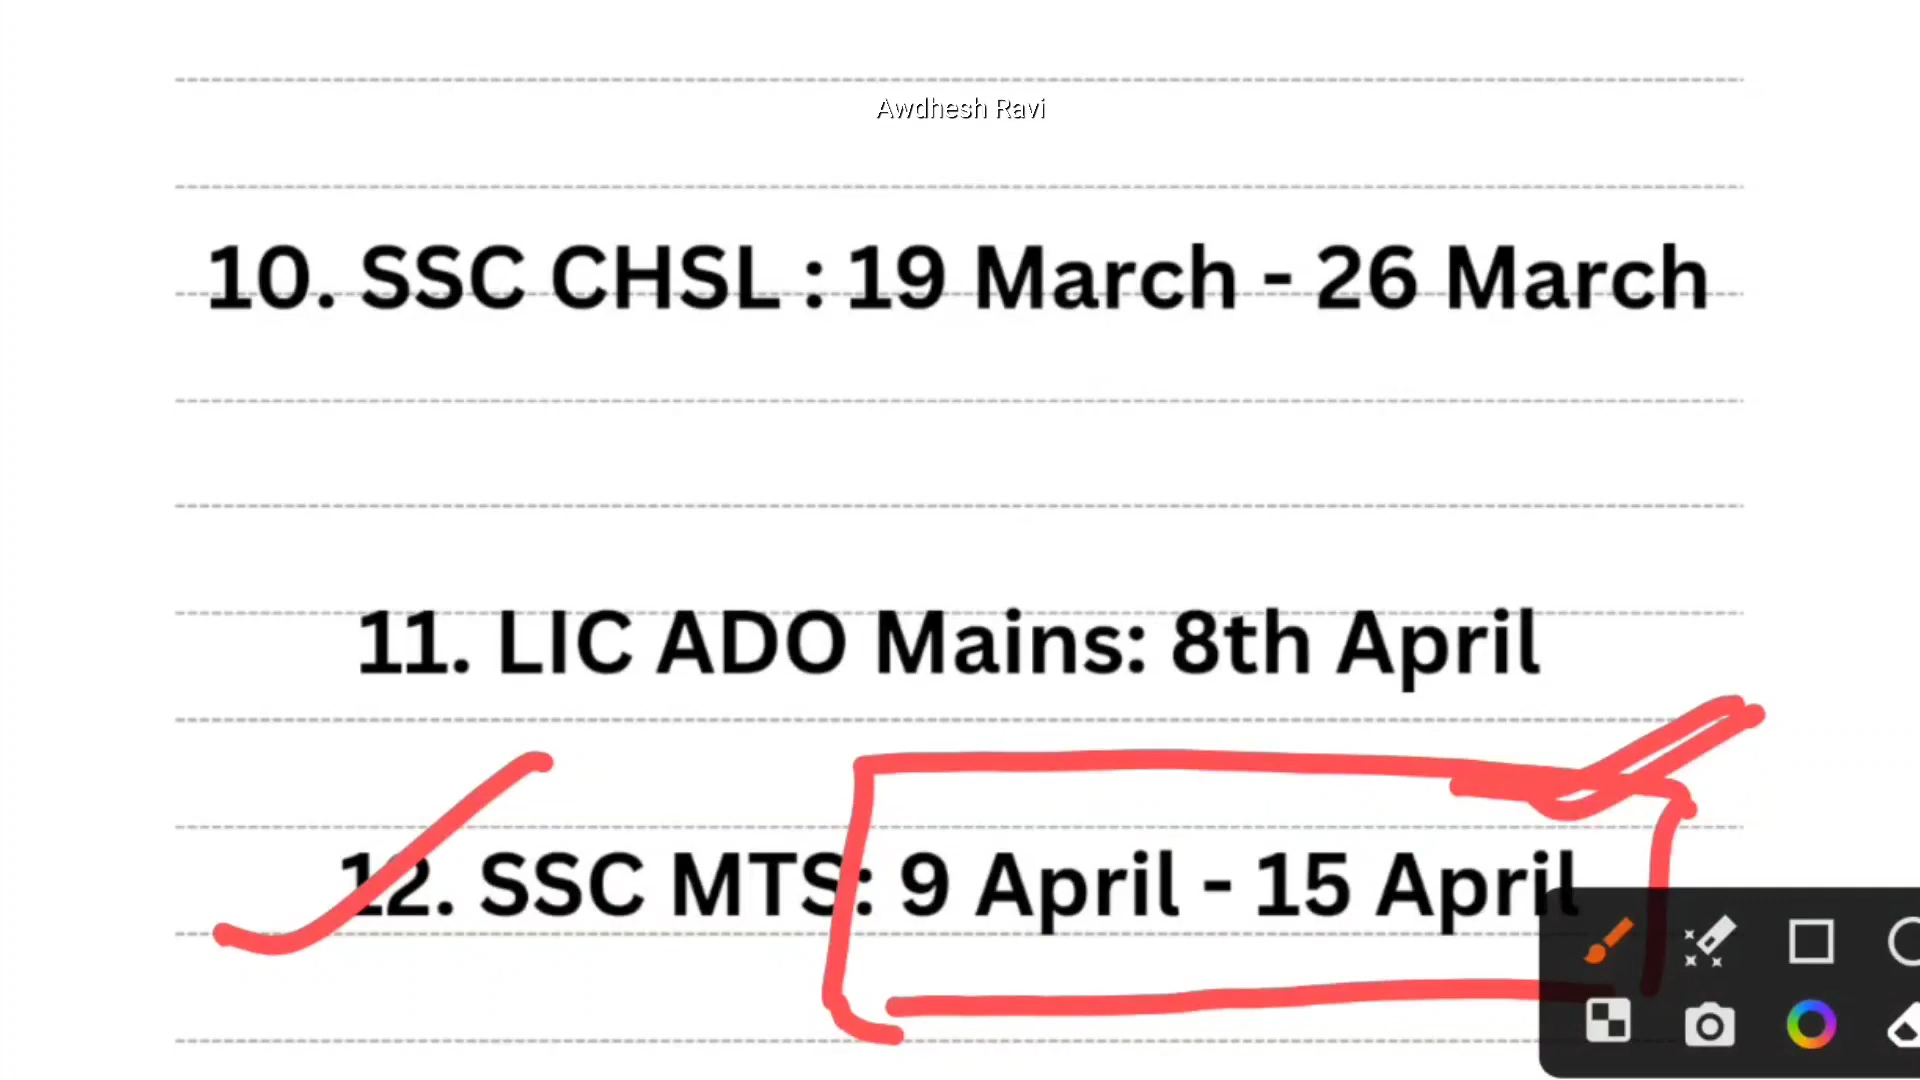 Awdhesh Ravi
10. SSC CHSL : 19 March - 26 March
11. LIC ADO Mains: 8th April
12. SSC MTS: 9 April - 15 April